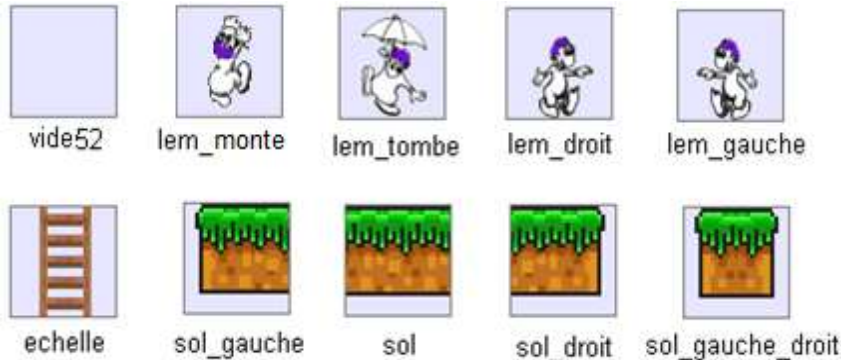 vide52 lem_monte lem_tombe lem_droit lem_gauche
echelle sol_gauche sol sol_droit sol_gauche_droit